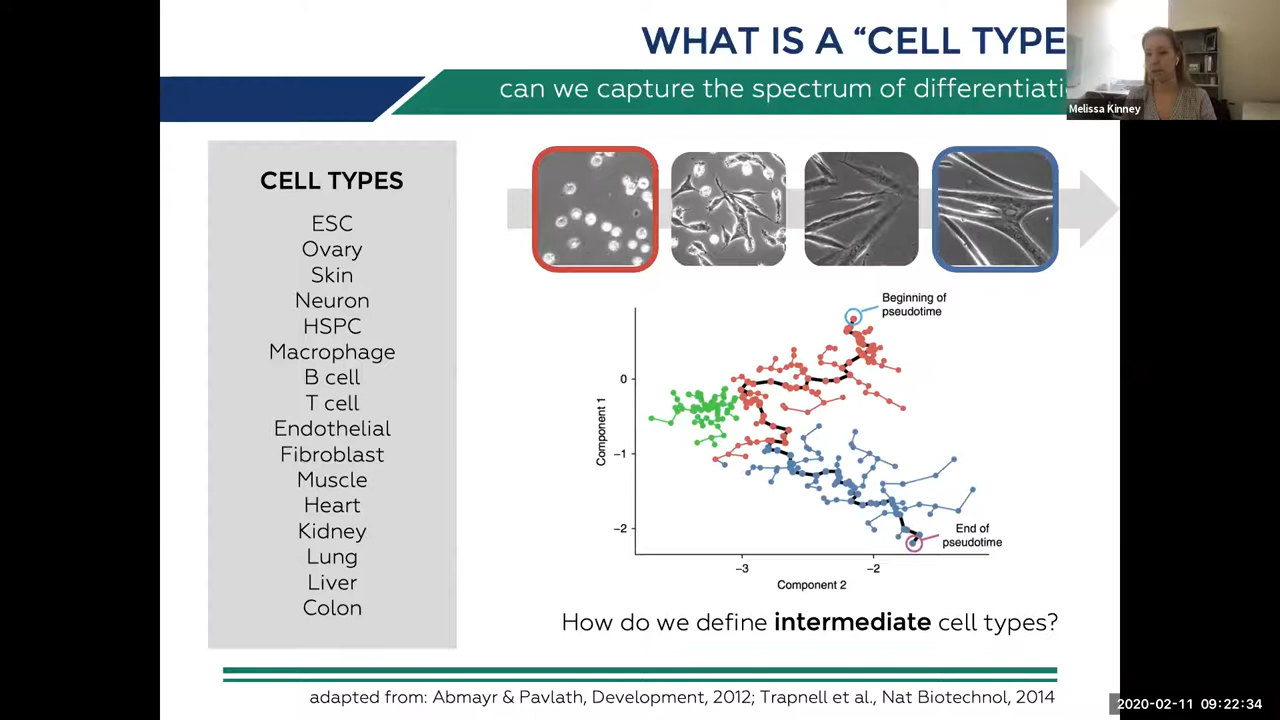 WHAT IS A “CELL TYPE
can we capture the spectrum of differentiati
Melissa Kinney
CELL TYPES
ESC
Ovary
Skin
Neuron
HSPC
Macrophage
B cell
T cell
Endothelial
Fibroblast
Muscle
Heart
Kidney
Lung
Liver
Colon
Beginning of
pseudotime
0
−1
−2
Component 1
End of
pseudotime
−3
−2
Component 2
How do we define intermediate cell types?
adapted from: Abmayr & Pavlath, Development, 2012; Trapnell et al., Nat Biotechnol, 2014
2020-02-11 09:22:34